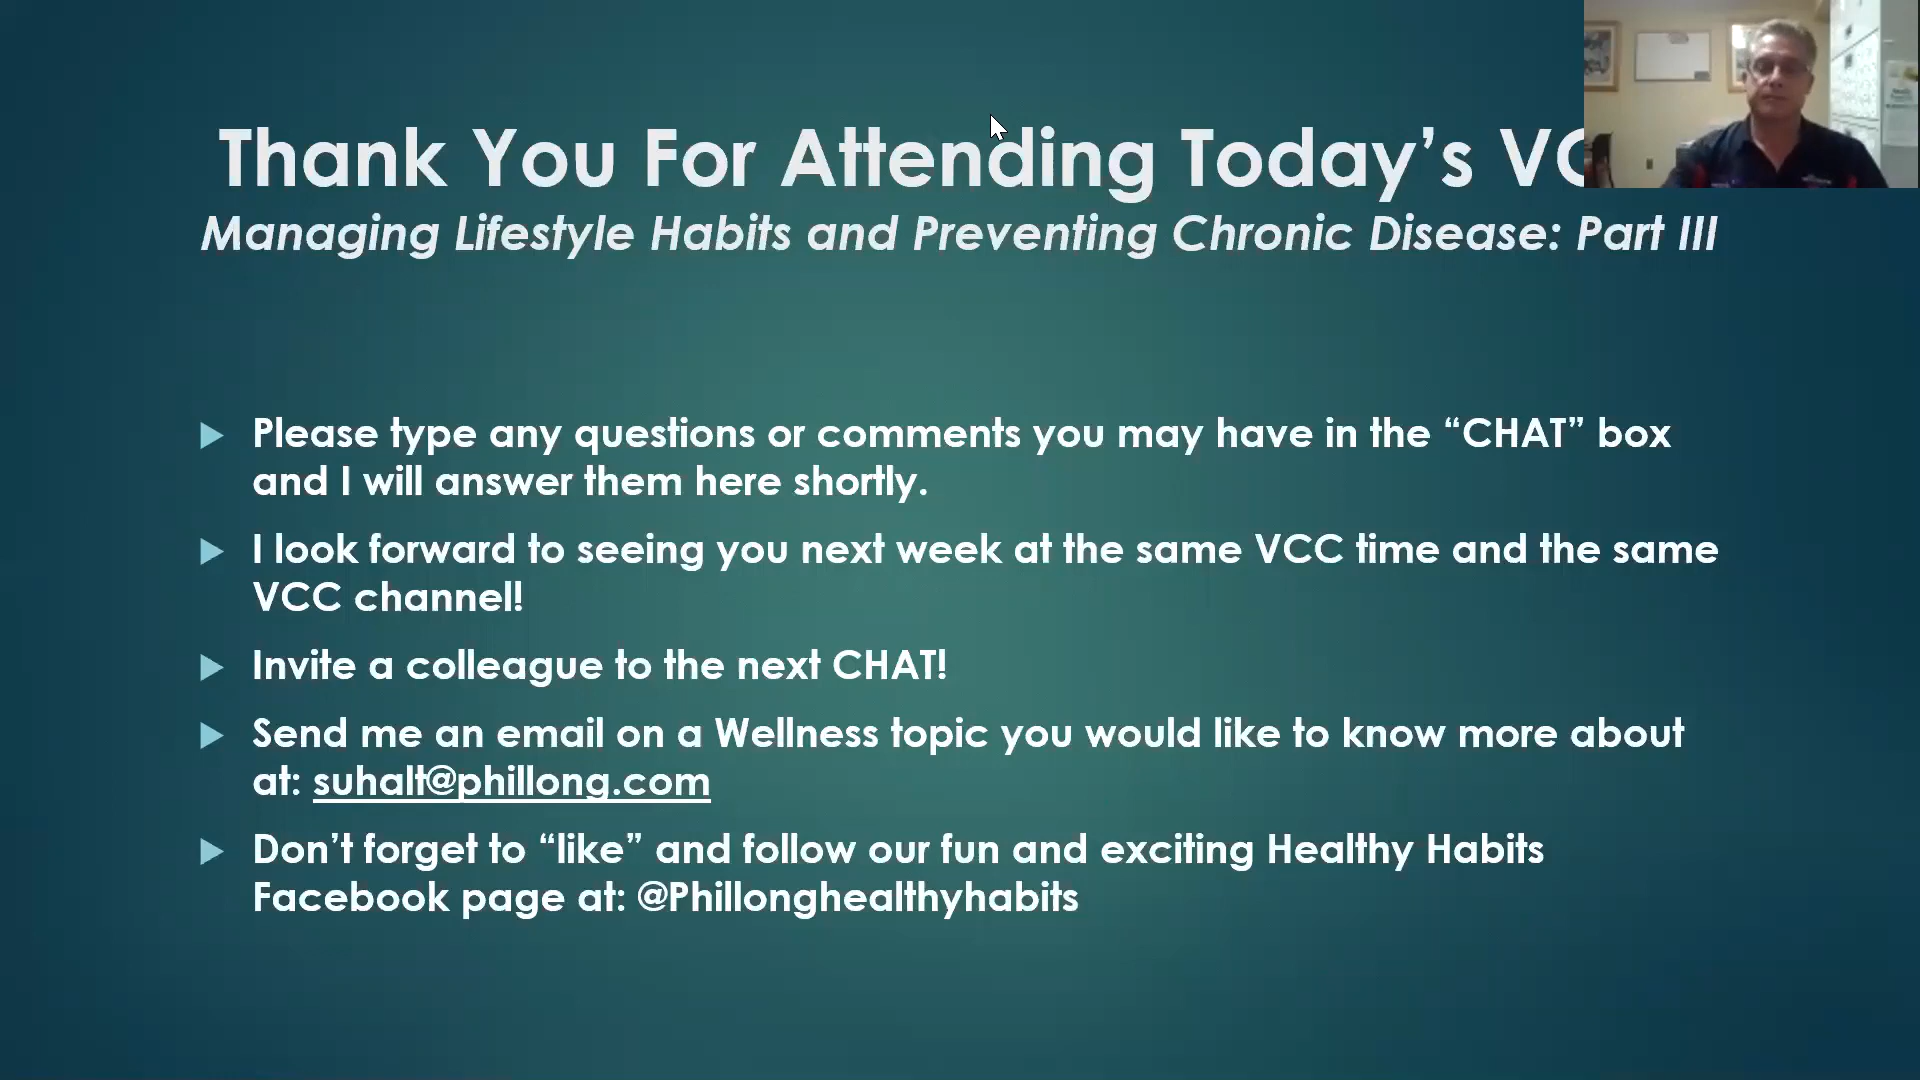 Thank You For Attending Today’s
Managing Lifestyle Habits and Preventing Chronic Disease: Part III
Please type any questions or comments you may have in the “CHAT” box
and I will answer them here shortly.
I look forward to seeing you next week at the same VCC time and the same
VCC channel!
Invite a colleague to the next CHAT!
Send me an email on a Wellness topic you would like to know more about
at: suhalt@phillong.com
Don’t forget to “like” and follow our fun and exciting Healthy Habits
Facebook page at: @Phillonghealthyhabits